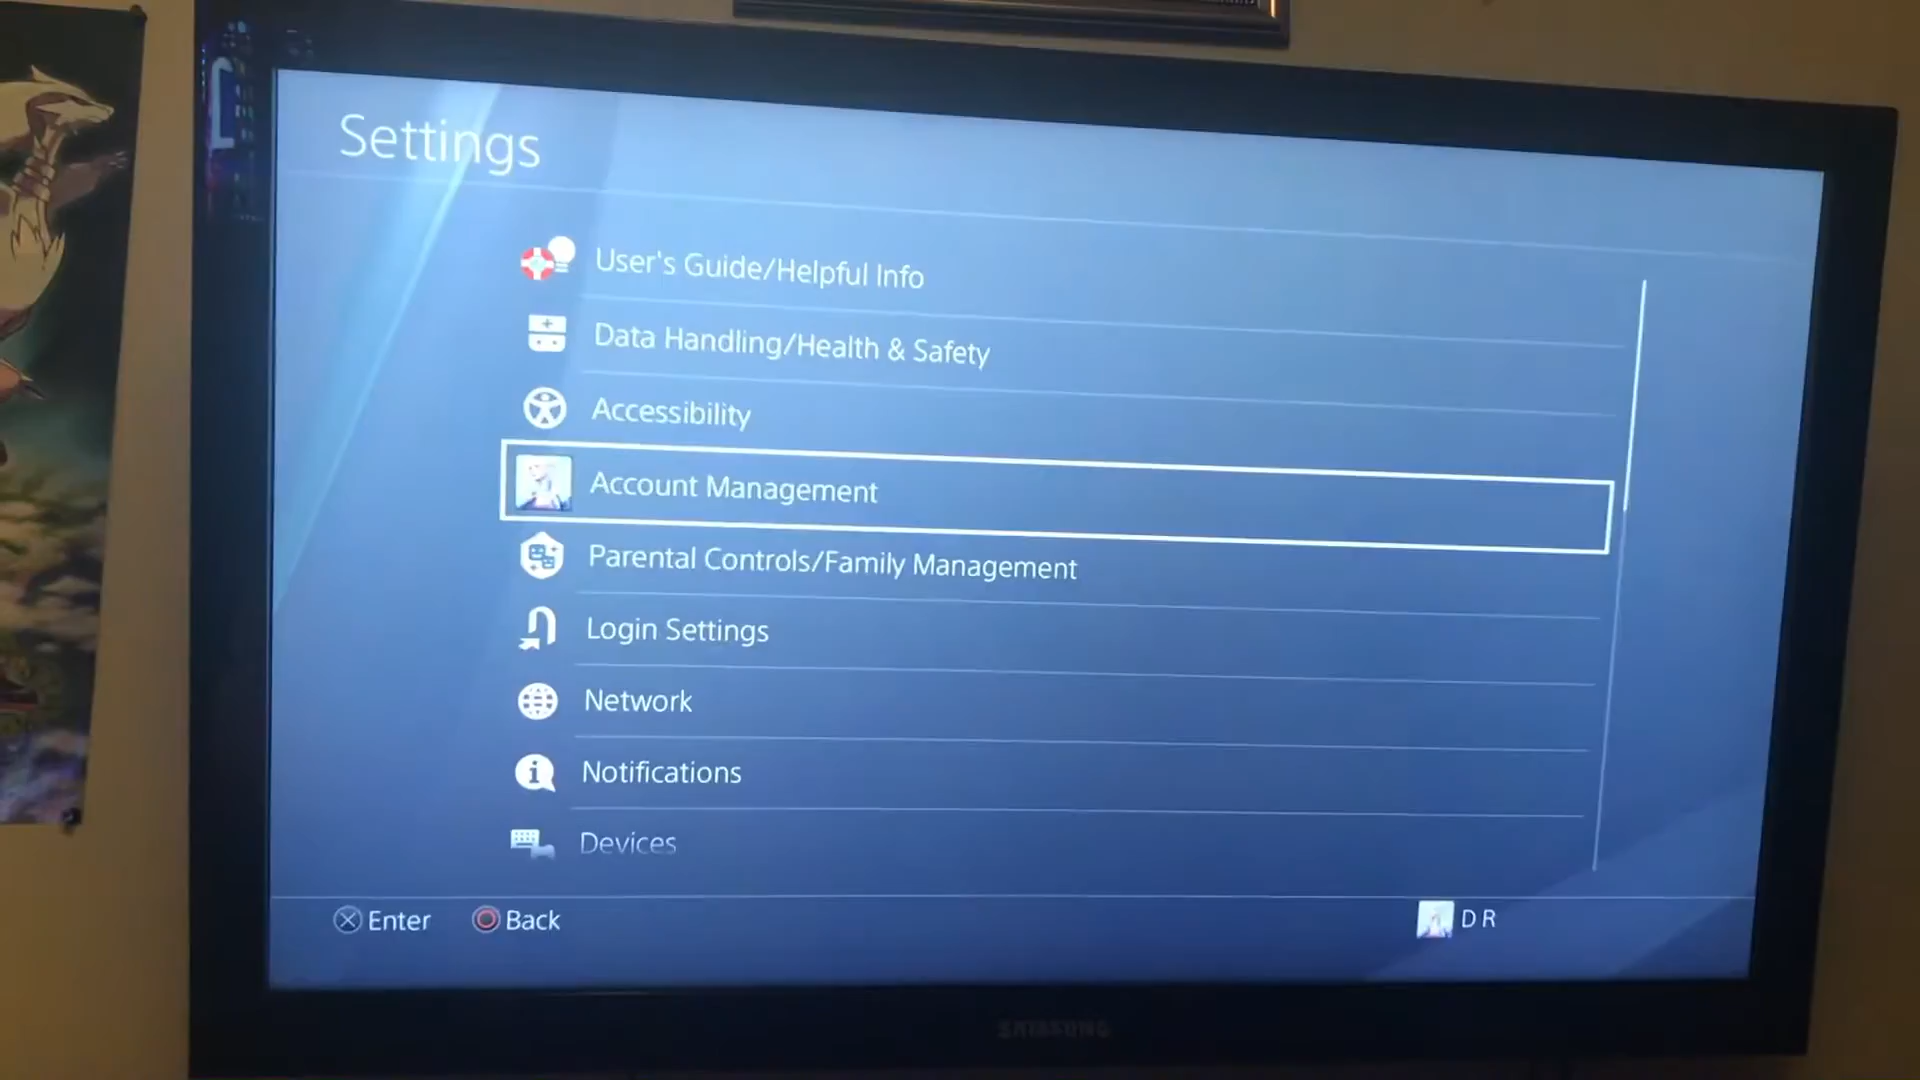 Settings
User's Guide/Helpful Info
Data Handling/Health & Safety
Accessibility
Account Management
Parental Controls/Family Management
Login Settings
Network
Notifications
Devices
Enter
Back
D R
SAMSUNG